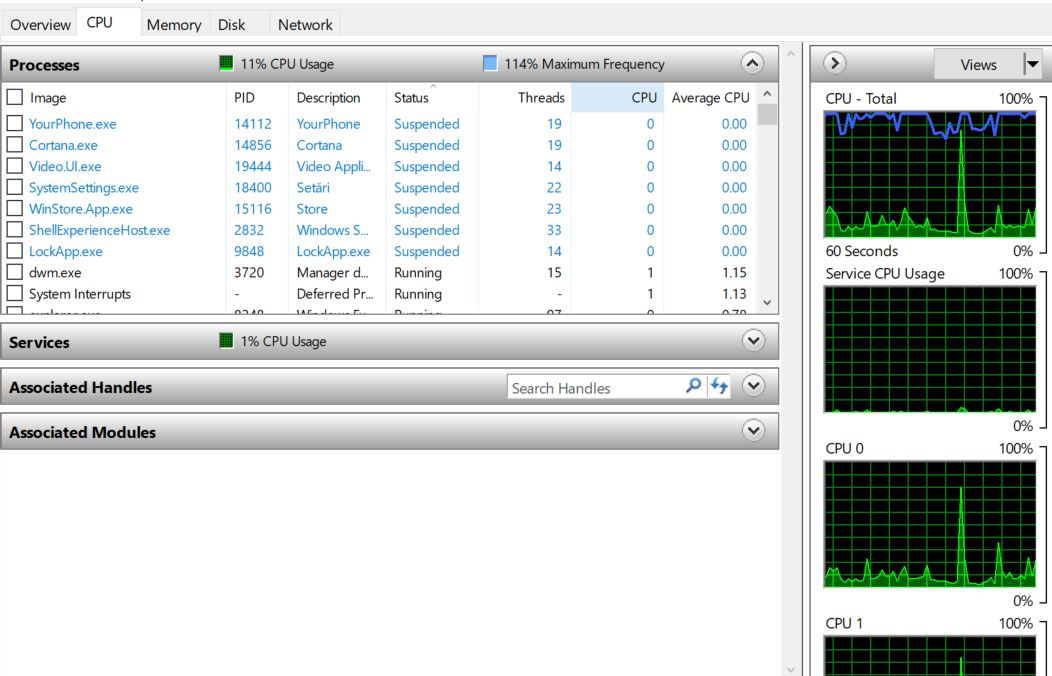 Overview CPU Memory Disk Network
Processes 11% CPU Usage 114% Maximum Frequency
Image PID Description Status Threads CPU Average CPU
YourPhone.exe 14112 YourPhone Suspended 19 0 0.00
Cortana.exe 14856 Cortana Suspended 19 0 0.00
Video.UI.exe 19444 Video Appli... Suspended 14 0 0.00
SystemSettings.exe 18400 Setări Suspended 22 0 0.00
WinStore.App.exe 15116 Store Suspended 23 0 0.00
ShellExperienceHost.exe 2832 Windows S... Suspended 33 0 0.00
LockApp.exe 9848 LockApp.exe Suspended 14 0 0.00
dwm.exe 3720 Manager d... Running 15 1 1.15
System Interrupts - Deferred Pr... Running - 1 1.13
Services 1% CPU Usage
Associated Handles Search Handles
Associated Modules
Views
CPU - Total 100%
60 Seconds 0%
Service CPU Usage 100%
0%
CPU 0 100%
0%
CPU 1 100%